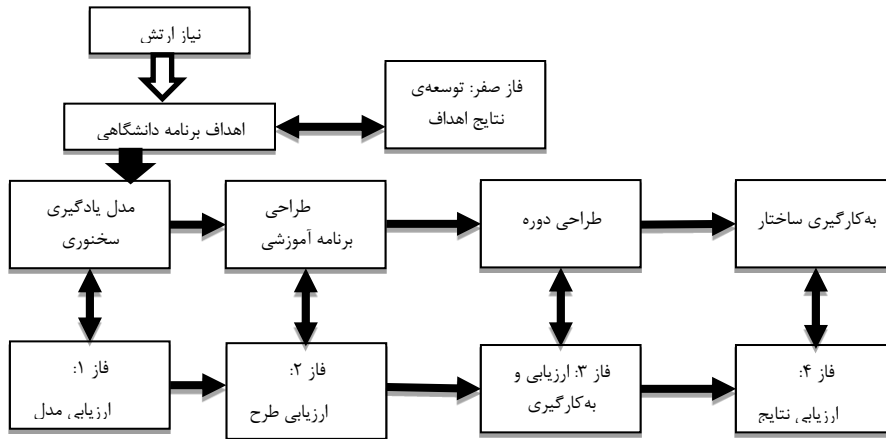 نیاز ارتش
فاز صفر: توسعه‌ی
نتایج اهداف
اهداف برنامه دانشگاهی
مدل یادگیری
سخنوری
طراحی
برنامه آموزشی
طراحی دوره
به‌کارگیری ساختار
فاز ۱:
ارزیابی مدل
فاز ۲:
ارزیابی طرح
فاز ۳: ارزیابی و
به‌کارگیری
فاز ۴:
ارزیابی نتایج